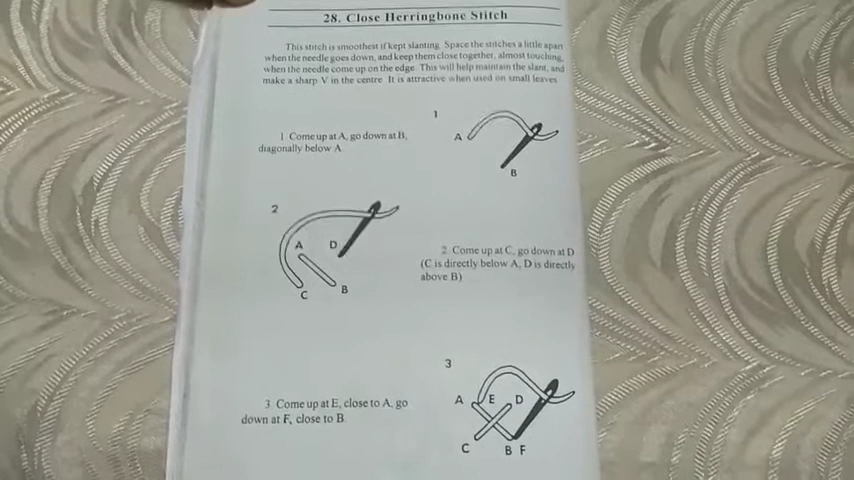 28. Close Herringbone Stitch
This stitch is smoothest if kept slanting. Space the stitches a little apart
when the needle goes down, and keep them close together, almost touching,
when the needle come up on the edge. This will help maintain the slant, and
make a sharp V in the centre. It is attractive when used on small leaves.
1
1 Come up at A, go down at B,
diagonally below A.
A
B
2
A
D
C
B
2 Come up at C, go down at D
(C is directly below A, D is directly
above B)
3
3 Come up at E, close to A, go
down at F, close to B.
A E D
C B F